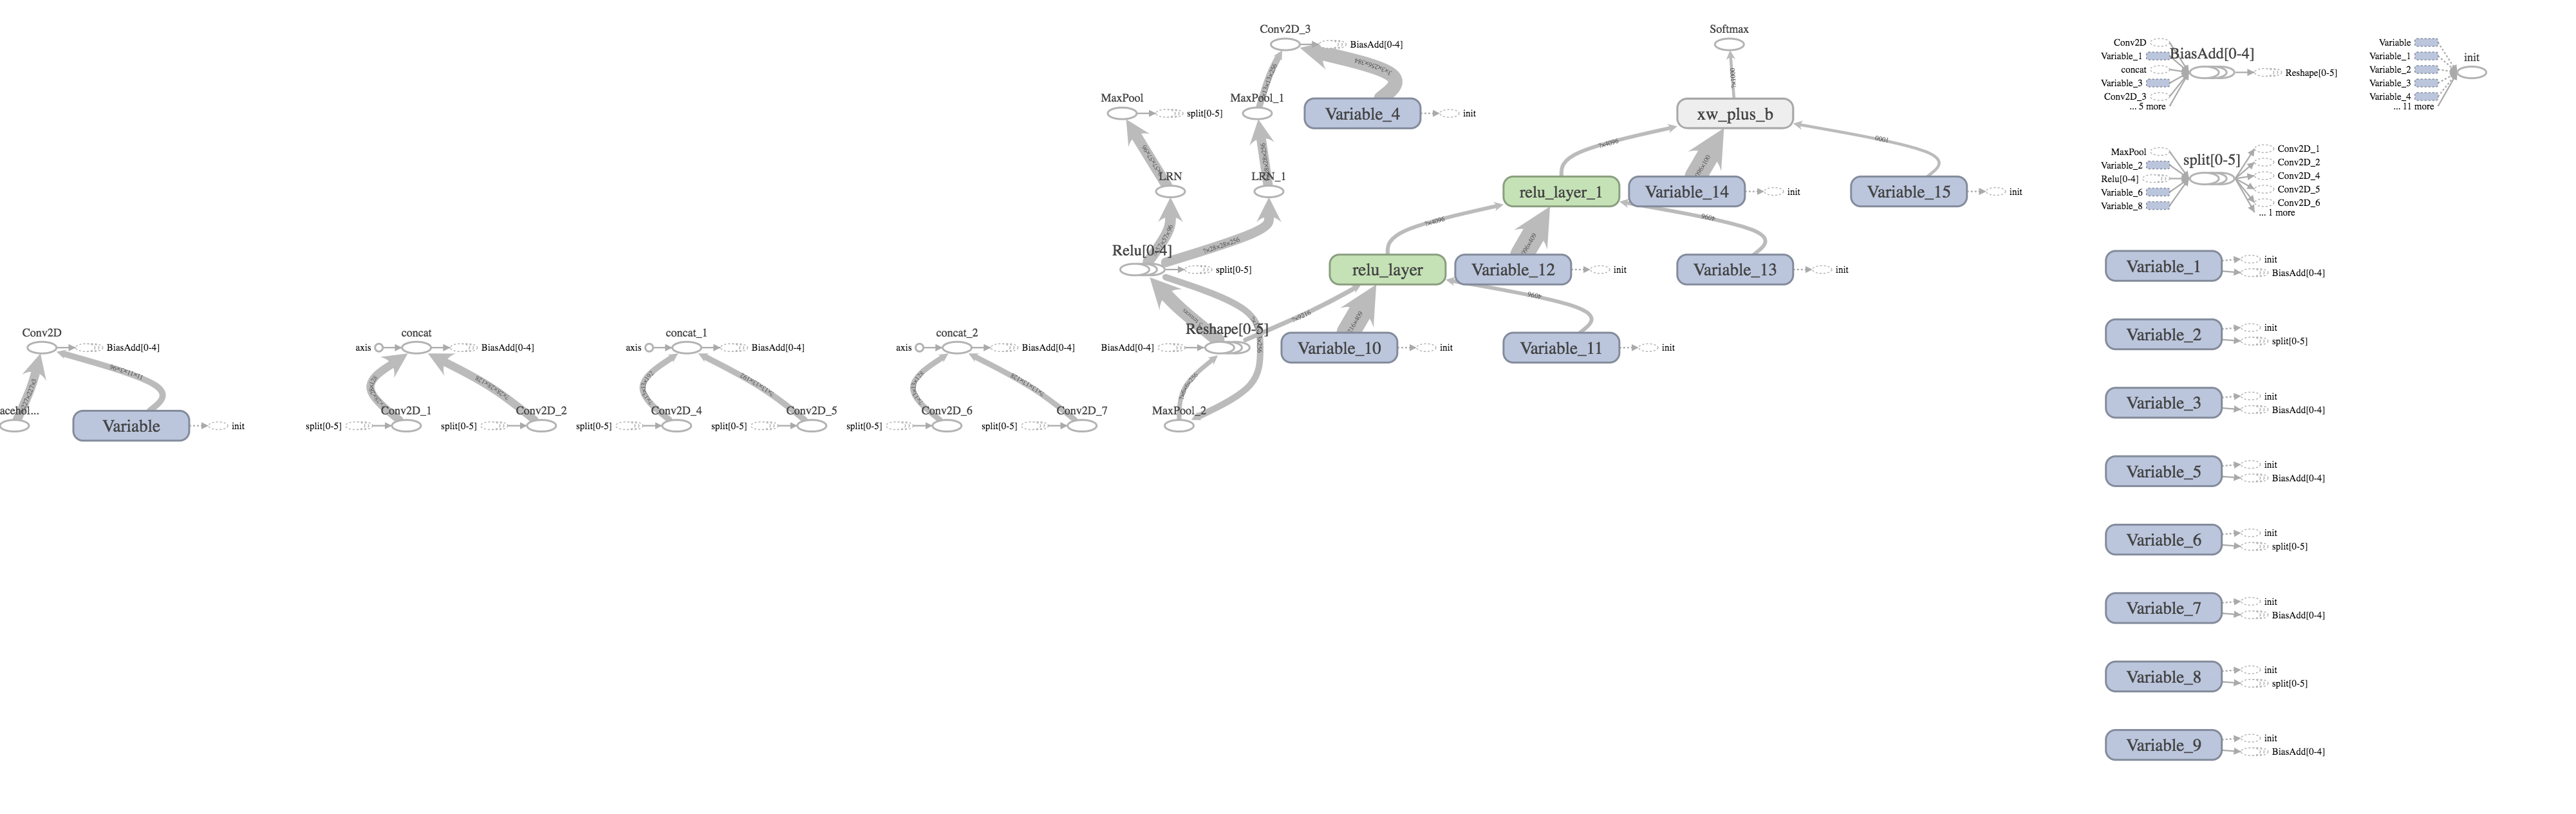 Conv2D_3
BiasAdd[0-4]
Softmax
MaxPool
split[0-5]
MaxPool_1
Variable_4
init
xw_plus_b
LRN
LRN_1
relu_layer_1
Variable_14
init
Variable_15
init
Relu[0-4]
split[0-5]
relu_layer
Variable_12
init
Variable_13
init
Conv2D
BiasAdd[0-4]
concat
axis
BiasAdd[0-4]
concat_1
axis
BiasAdd[0-4]
concat_2
axis
BiasAdd[0-4]
Reshape[0-5]
BiasAdd[0-4]
Variable_10
init
Variable_11
init
acehol...
Variable
init
Conv2D_1
split[0-5]
Conv2D_2
split[0-5]
Conv2D_4
split[0-5]
Conv2D_5
split[0-5]
Conv2D_6
split[0-5]
Conv2D_7
split[0-5]
MaxPool_2
?x4096
1000
?x4096
4096
?x28x28x256
?x9216
4096
Conv2D
Variable_1
concat
Variable_3
Conv2D_3
... 5 more
BiasAdd[0-4]
Reshape[0-5]
Variable
Variable_1
Variable_2
Variable_3
Variable_4
... 11 more
init
MaxPool
Variable_2
Relu[0-4]
Variable_6
Variable_8
split[0-5]
Conv2D_1
Conv2D_2
Conv2D_4
Conv2D_5
Conv2D_6
... 1 more
Variable_1
init
BiasAdd[0-4]
Variable_2
init
split[0-5]
Variable_3
init
BiasAdd[0-4]
Variable_5
init
BiasAdd[0-4]
Variable_6
init
split[0-5]
Variable_7
init
BiasAdd[0-4]
Variable_8
init
split[0-5]
Variable_9
init
BiasAdd[0-4]